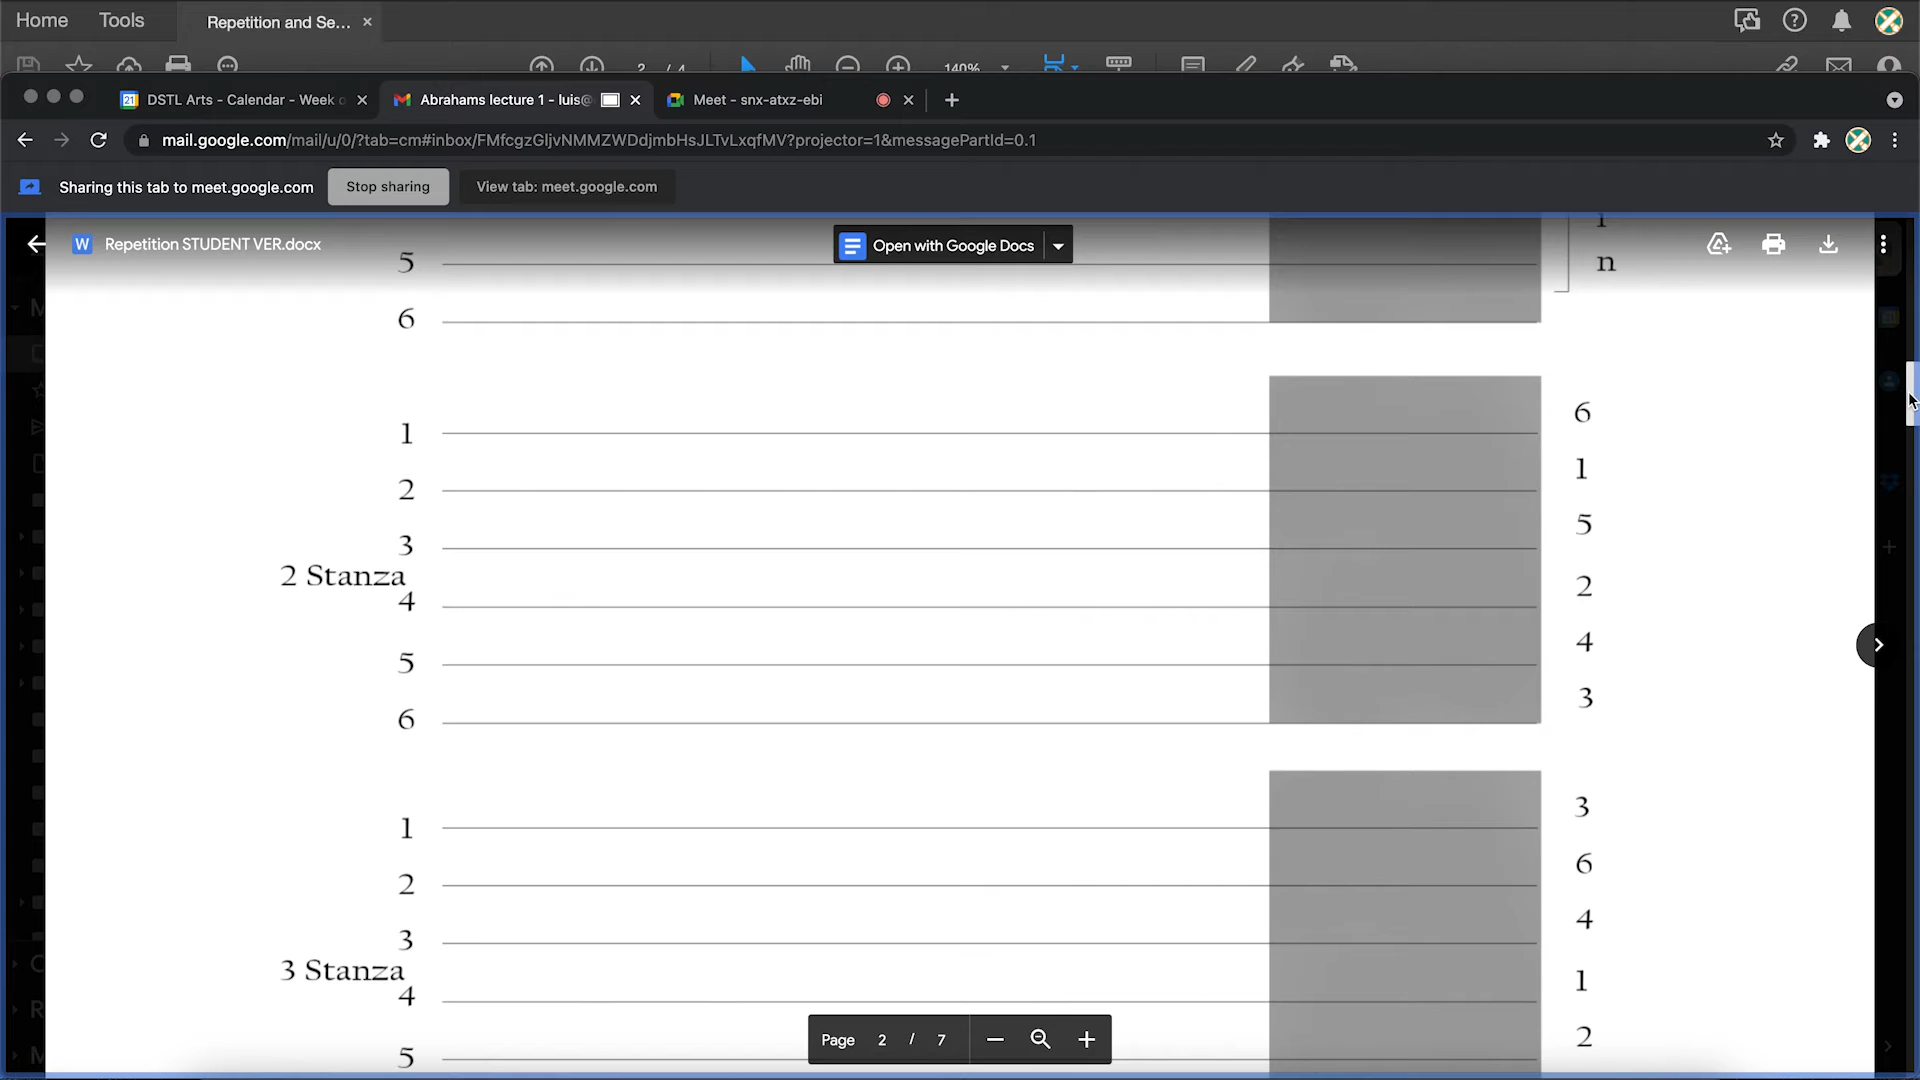 Home Tools Repetition and Se... ×
2 / 4 140%
21 DSTL Arts - Calendar - Week o Abrahams lecture 1 - luis@ Meet - snx-atxz-ebi
mail.google.com/mail/u/0/?tab=cm#inbox/FMfcgzGljvNMMZWDdjmbHsJLTvLxqfMV?projector=1&messagePartId=0.1
Sharing this tab to meet.google.com Stop sharing View tab: meet.google.com
W Repetition STUDENT VER.docx Open with Google Docs
5 n
6
1 6
2 1
3 5
2 Stanza
4 2
5 4
6 3
1 3
2 6
3 4
3 Stanza
4 1
5 2
Page 2 / 7